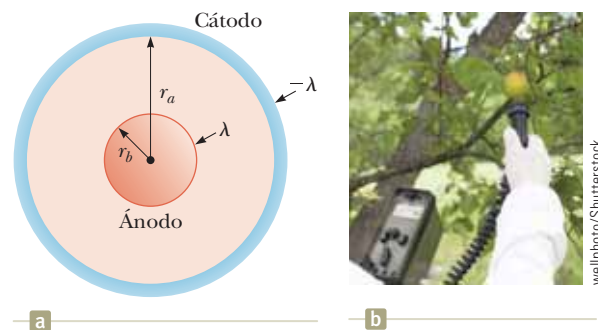 Cátodo
−λ
r_a
λ
r_b
Ánodo
wellphoto/Shutterstock
a
b